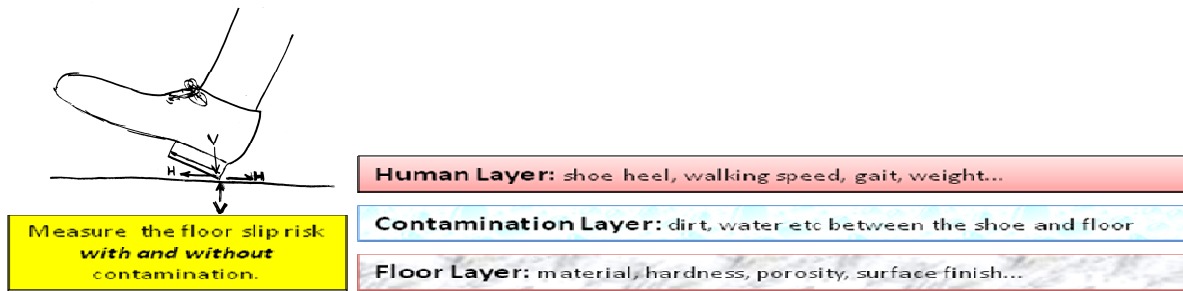 V
H H
V
Measure the floor slip risk
with and without
contamination.
Human Layer: shoe heel, walking speed, gait, weight...
Contamination Layer: dirt, water etc between the shoe and floor
Floor Layer: material, hardness, porosity, surface finish...